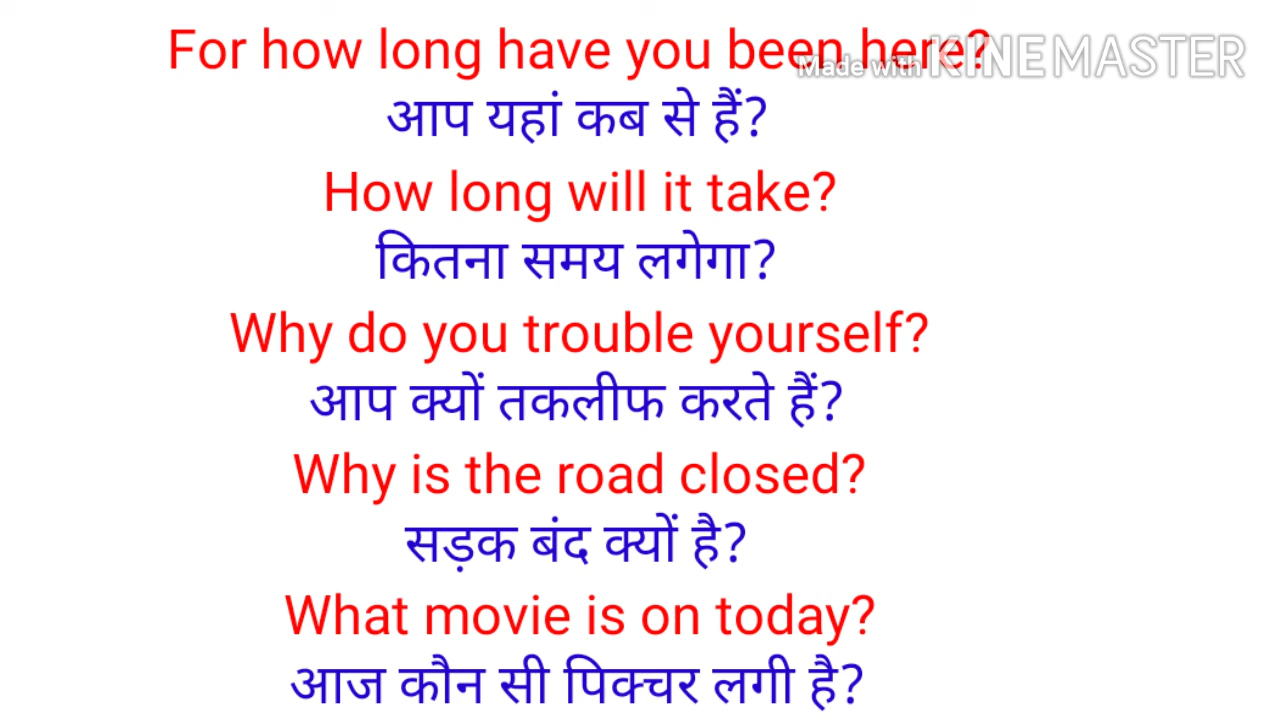 For how long have you been here?
Made with KINEMASTER
आप यहां कब से हैं?
How long will it take?
कितना समय लगेगा?
Why do you trouble yourself?
आप क्यों तकलीफ करते हैं?
Why is the road closed?
सड़क बंद क्यों है?
What movie is on today?
आज कौन सी पिक्चर लगी है?